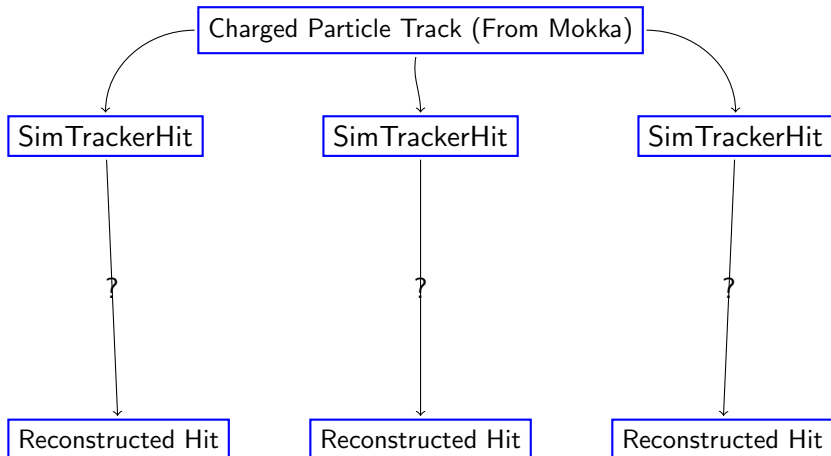 Charged Particle Track (From Mokka)
SimTrackerHit SimTrackerHit SimTrackerHit
? ? ?
Reconstructed Hit Reconstructed Hit Reconstructed Hit